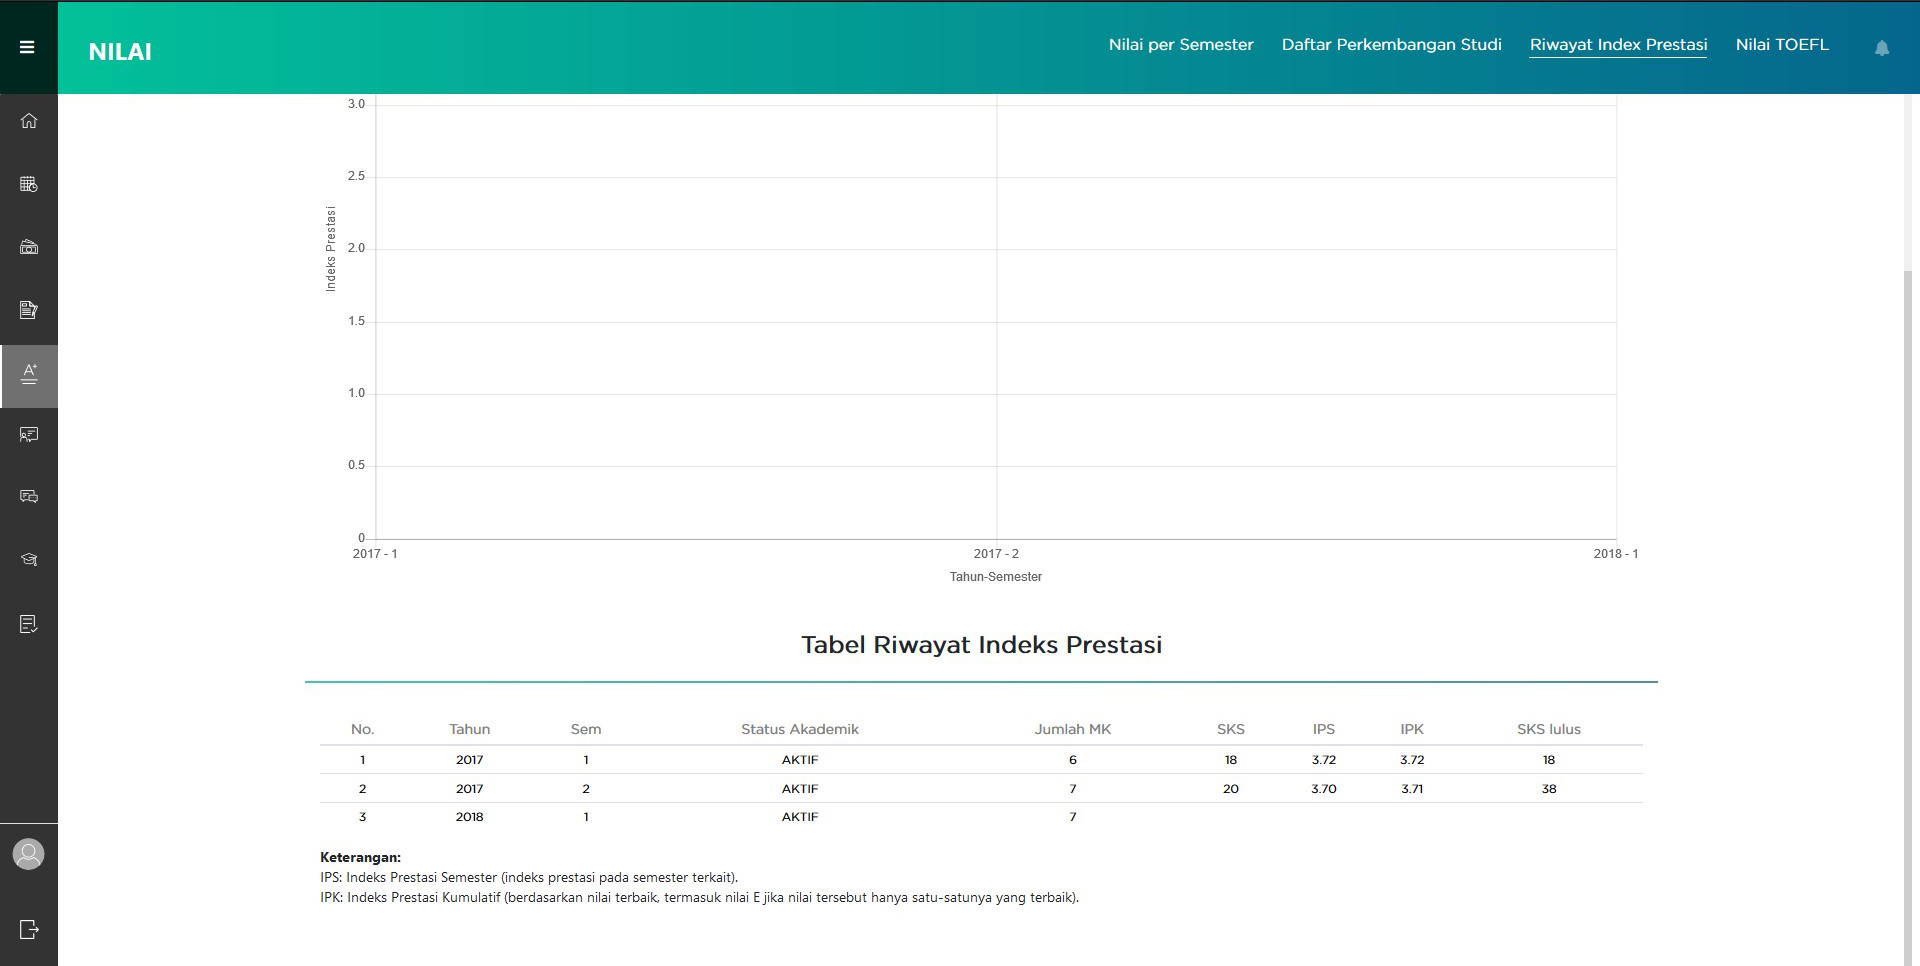 NILAI
Nilai per Semester Daftar Perkembangan Studi Riwayat Index Prestasi Nilai TOEFL
3.0
2.5
2.0
1.5
1.0
0.5
0
Indeks Prestasi
2017 - 1 2017 - 2 2018 - 1
Tahun-Semester
Tabel Riwayat Indeks Prestasi
No. Tahun Sem Status Akademik Jumlah MK SKS IPS IPK SKS lulus
1 2017 1 AKTIF 6 18 3.72 3.72 18
2 2017 2 AKTIF 7 20 3.70 3.71 38
3 2018 1 AKTIF 7
Keterangan:
IPS: Indeks Prestasi Semester (indeks prestasi pada semester terkait).
IPK: Indeks Prestasi Kumulatif (berdasarkan nilai terbaik, termasuk nilai E jika nilai tersebut hanya satu-satunya yang terbaik).